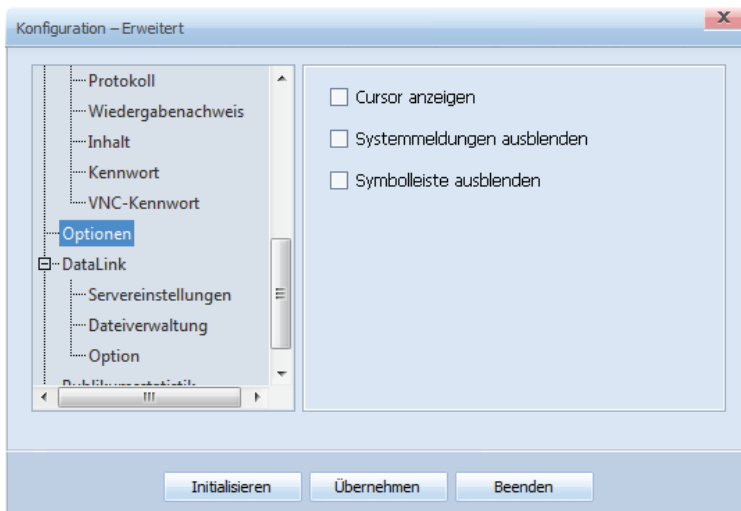 Konfiguration – Erweitert
Protokoll
Wiedergabenachweis
Inhalt
Kennwort
VNC-Kennwort
Optionen
DataLink
Servereinstellungen
Dateiverwaltung
Option
Cursor anzeigen
Systemmeldungen ausblenden
Symbolleiste ausblenden
Initialisieren
Übernehmen
Beenden